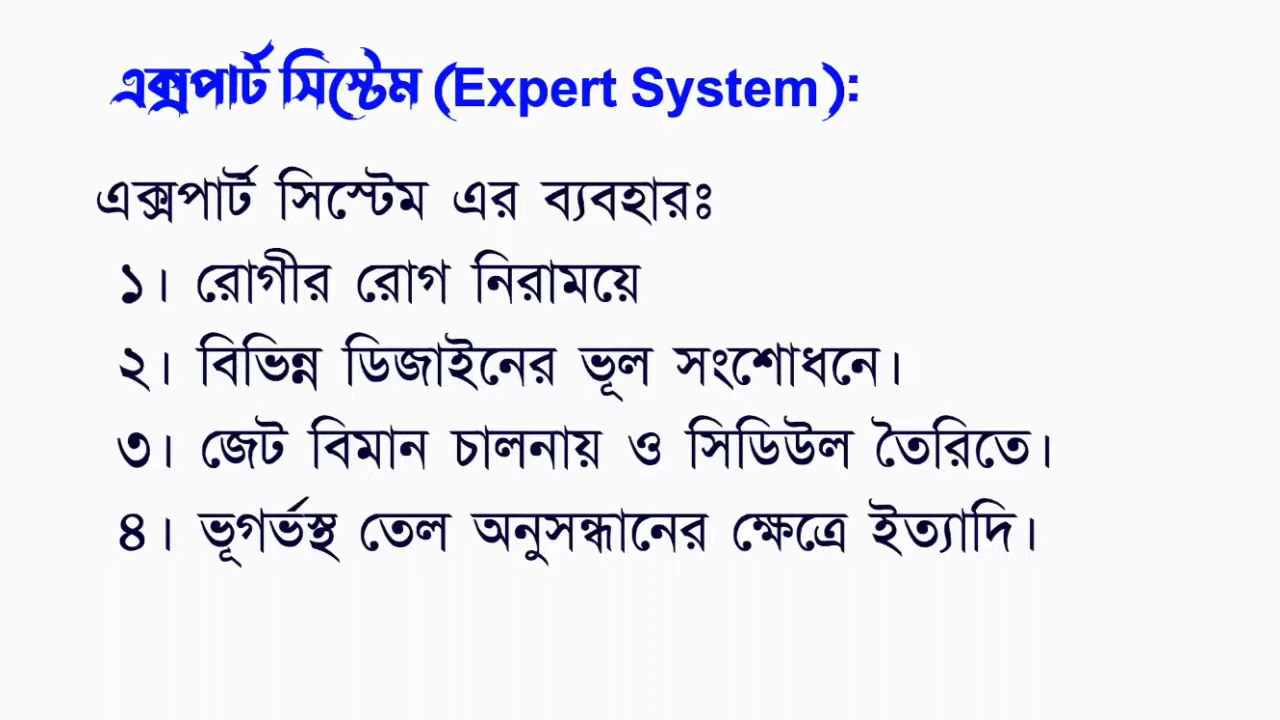 এক্সপার্ট সিস্টেম (Expert System):
এক্সপার্ট সিস্টেম এর ব্যবহারঃ
১। রোগীর রোগ নিরাময়ে
২। বিভিন্ন ডিজাইনের ভূল সংশোধনে।
৩। জেট বিমান চালনায় ও সিডিউল তৈরিতে।
৪। ভূগর্ভস্থ তেল অনুসন্ধানের ক্ষেত্রে ইত্যাদি।